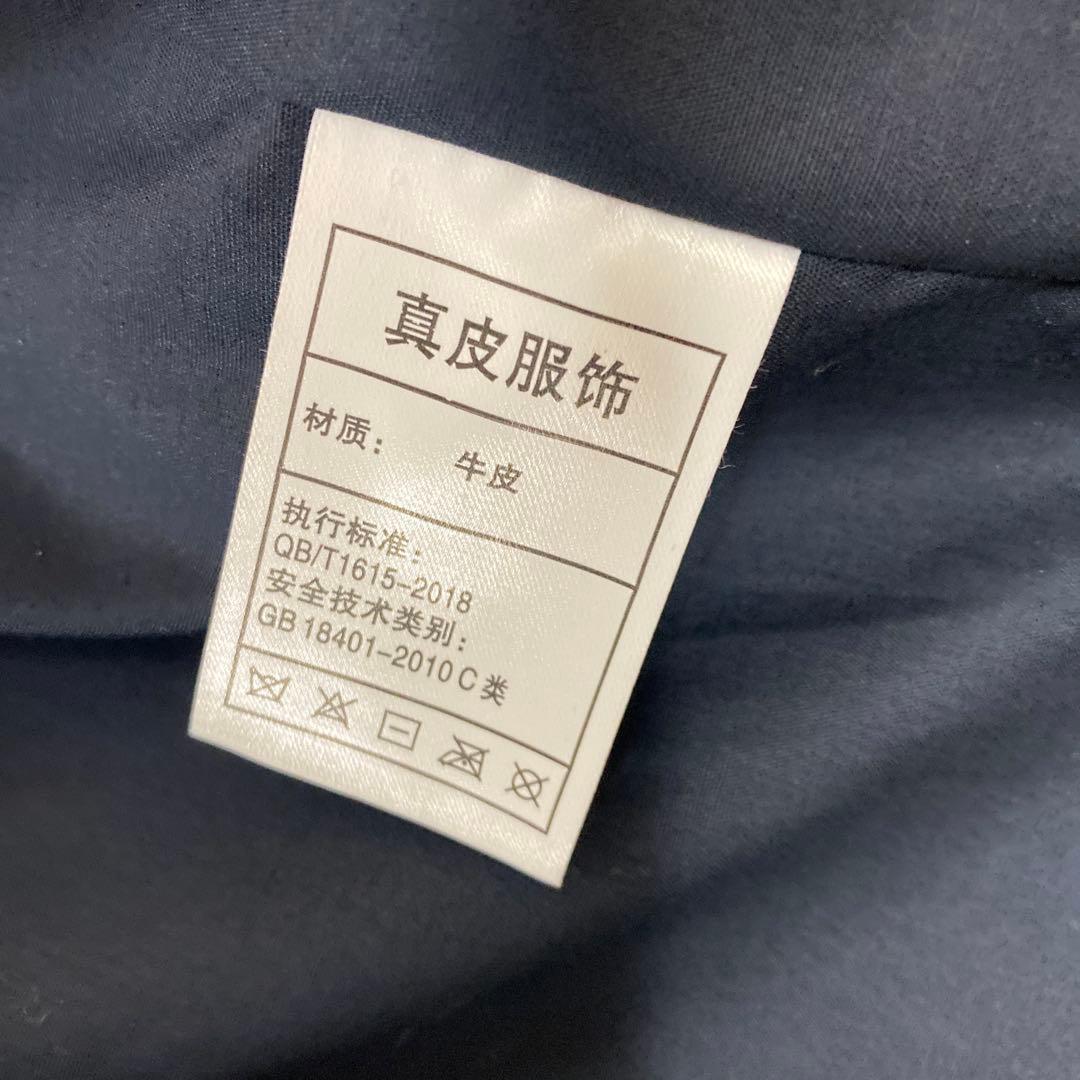 真皮服饰
材质: 牛皮
执行标准:
QB/T1615-2018
安全技术类别:
GB 18401-2010 C 类